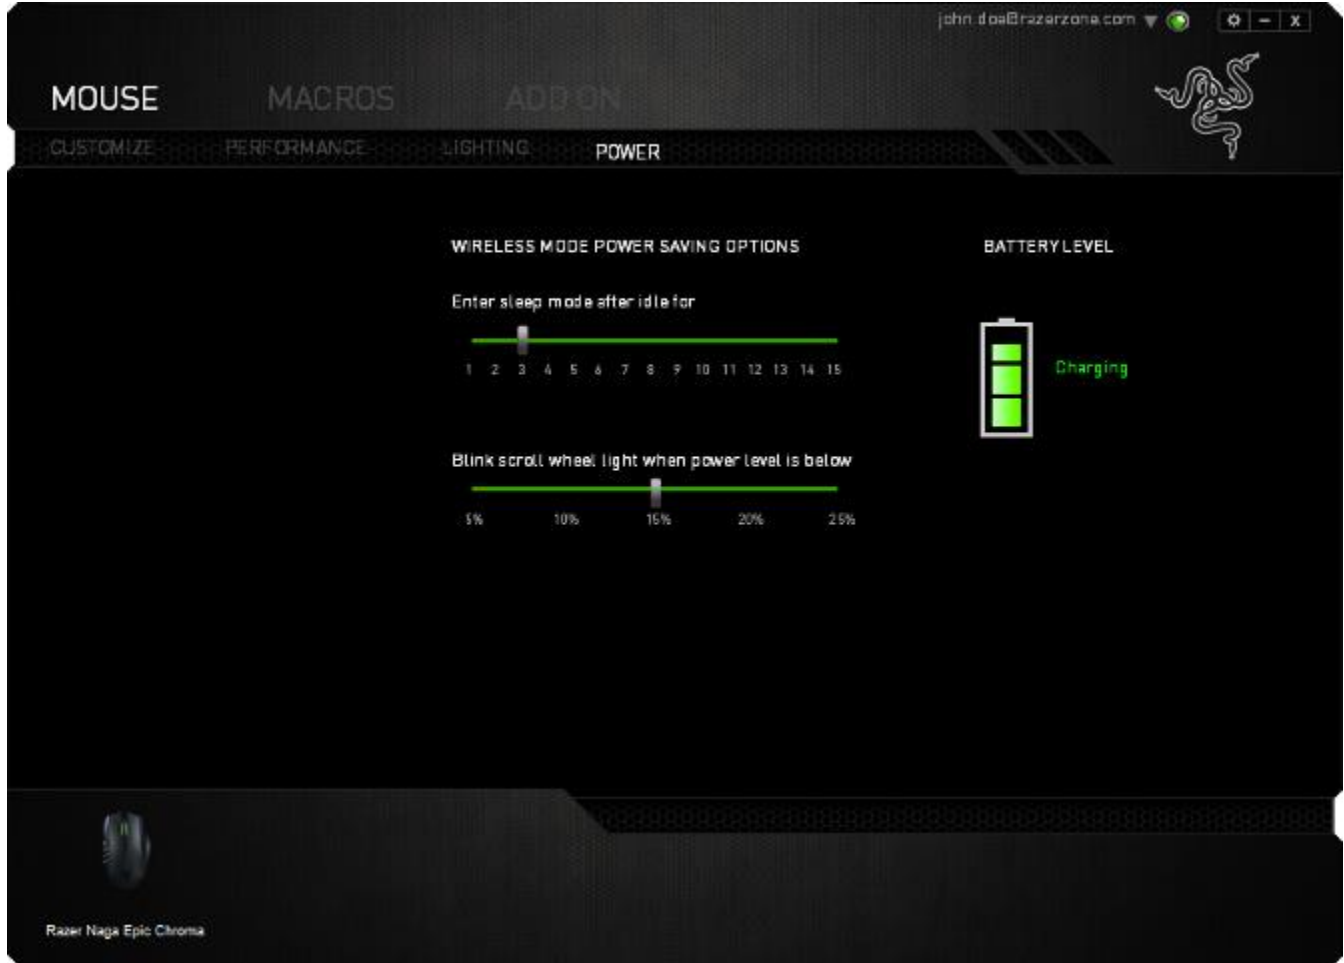 john.doe@razerzone.com
x
MOUSE MACROS ADD ON
CUSTOMIZE PERFORMANCE LIGHTING POWER
WIRELESS MODE POWER SAVING OPTIONS
BATTERY LEVEL
Enter sleep mode after idle for
1 2 3 4 5 6 7 8 9 10 11 12 13 14 15
Charging
Blink scroll wheel light when power level is below
5% 10% 15% 20% 25%
Razer Naga Epic Chroma